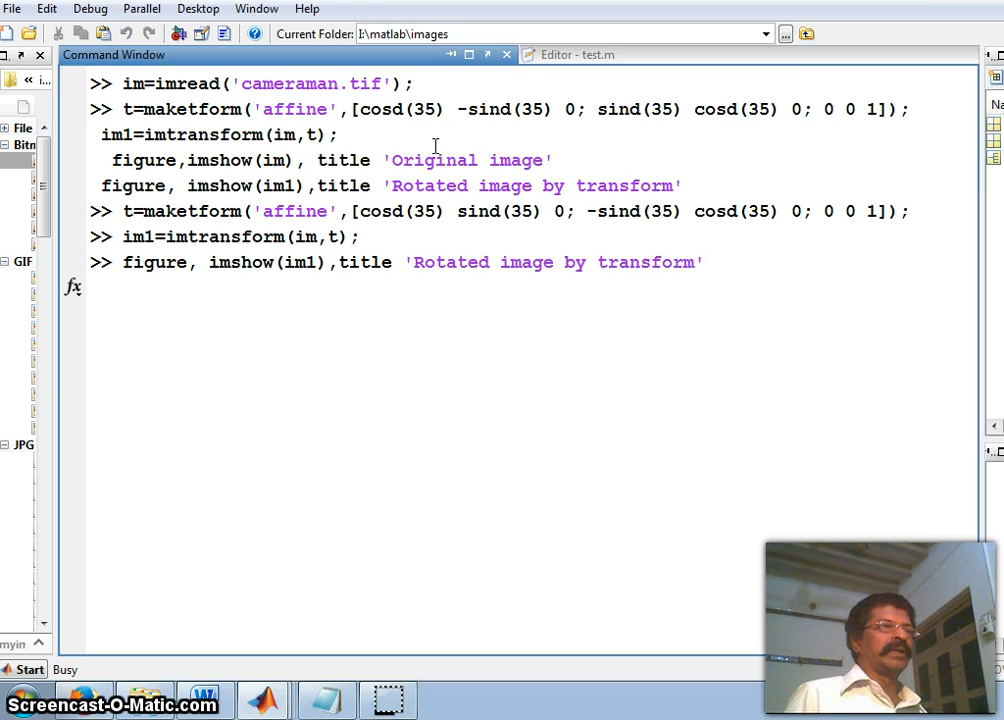 File Edit Debug Parallel Desktop Window Help
Current Folder: I:\matlab\images
Command Window
Editor - test.m
>> im=imread('cameraman.tif');
>> t=maketform('affine',[cosd(35) -sind(35) 0; sind(35) cosd(35) 0; 0 0 1]);
im1=imtransform(im,t);
figure,imshow(im), title 'Original image'
figure, imshow(im1),title 'Rotated image by transform'
>> t=maketform('affine',[cosd(35) sind(35) 0; -sind(35) cosd(35) 0; 0 0 1]);
>> im1=imtransform(im,t);
>> figure, imshow(im1),title 'Rotated image by transform'
fx
« i...
File
Bitn
GIF
JPG
myin
Na
Start Busy
Screencast-O-Matic.com